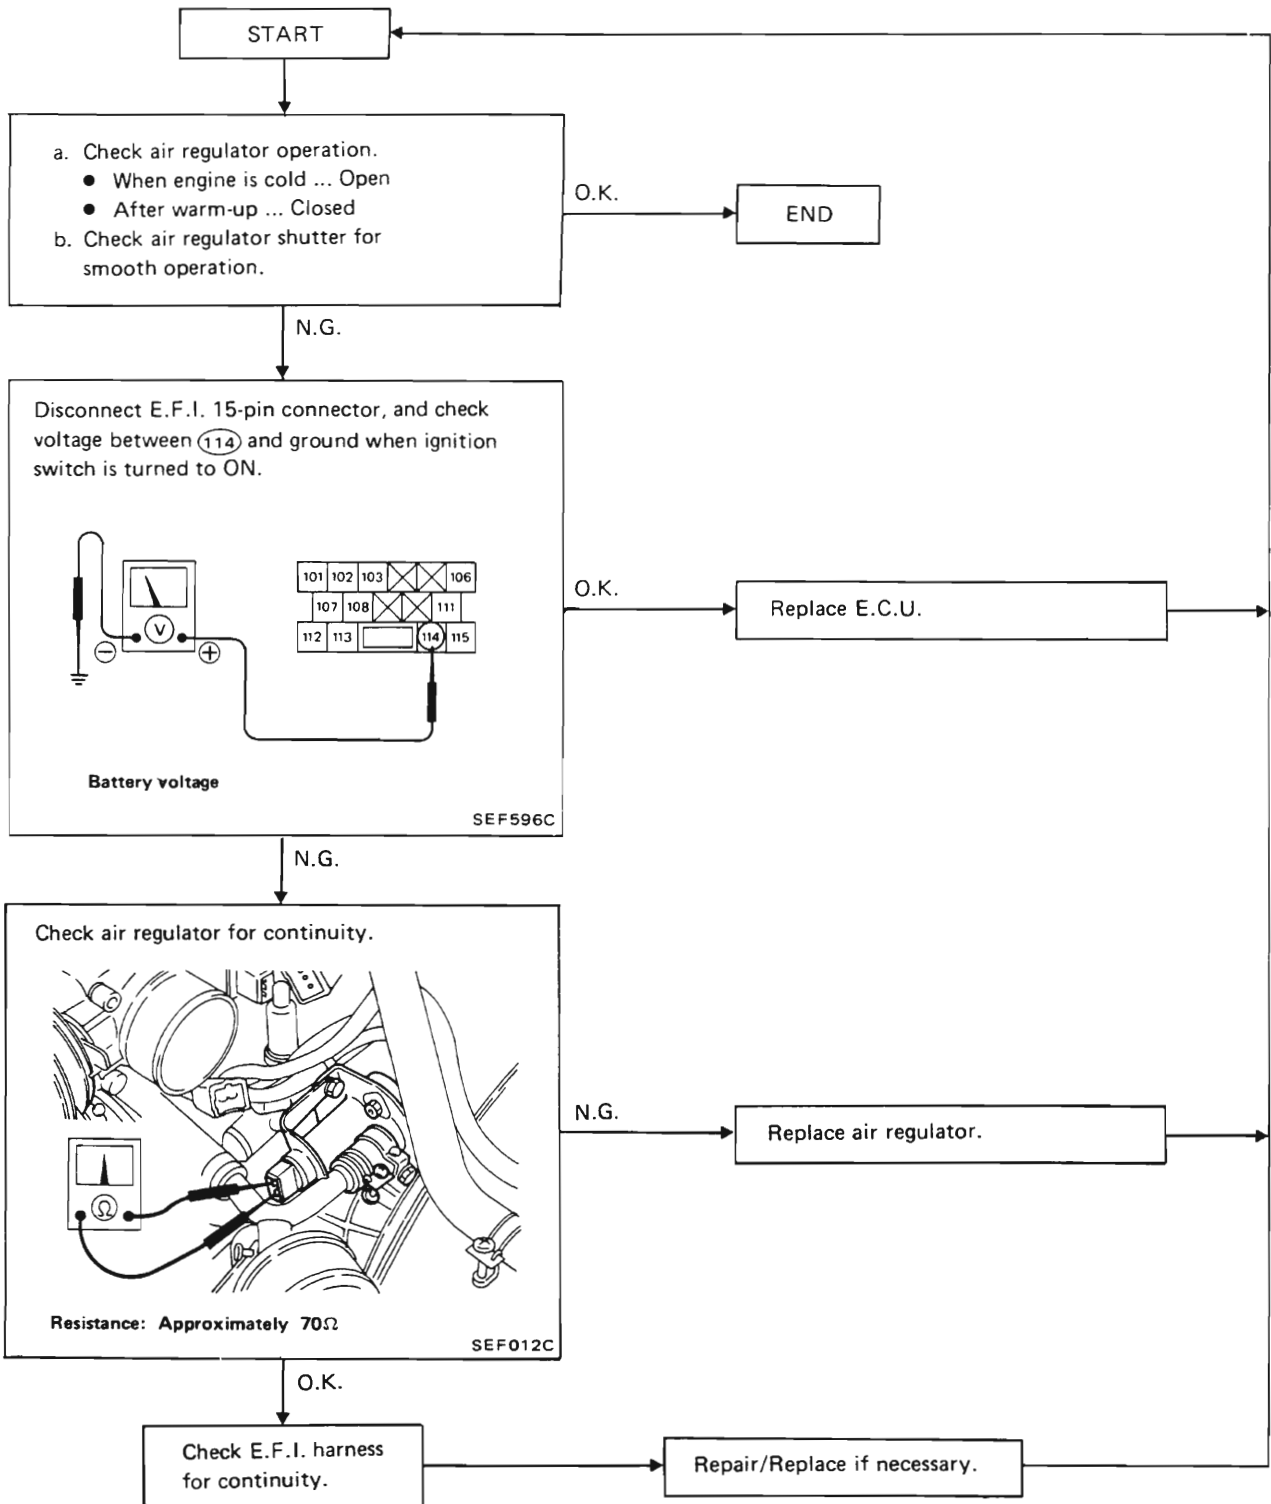 START
a. Check air regulator operation.
● When engine is cold ... Open
● After warm-up ... Closed
b. Check air regulator shutter for
smooth operation.
O.K.
END
N.G.
Disconnect E.F.I. 15-pin connector, and check
voltage between 114 and ground when ignition
switch is turned to ON.
101 102 103 106
107 108 111
112 113 114 115
V
− +
Battery voltage
SEF596C
O.K.
Replace E.C.U.
N.G.
Check air regulator for continuity.
Ω
Resistance: Approximately 70Ω
SEF012C
N.G.
Replace air regulator.
O.K.
Check E.F.I. harness
for continuity.
Repair/Replace if necessary.